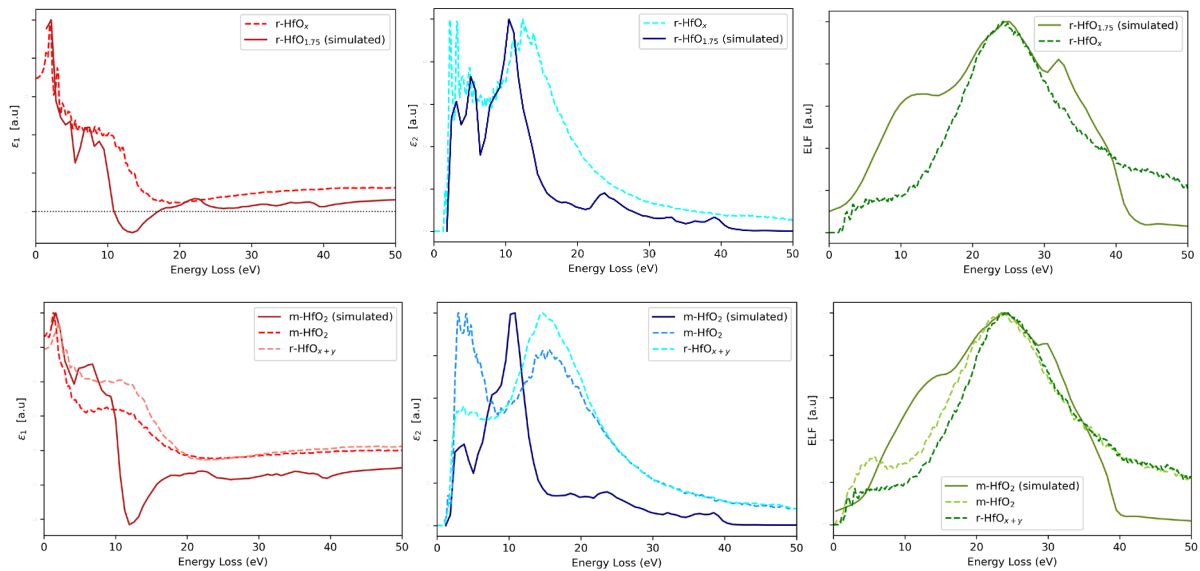 r-HfOₓ
r-HfO₁.₇₅ (simulated)
ε₁ [a.u]
0 10 20 30 40 50
Energy Loss (eV)
r-HfOₓ
r-HfO₁.₇₅ (simulated)
ε₂ [a.u]
0 10 20 30 40 50
Energy Loss (eV)
r-HfO₁.₇₅ (simulated)
r-HfOₓ
ELF [a.u]
0 10 20 30 40 50
Energy Loss (eV)
m-HfO₂ (simulated)
m-HfO₂
r-HfOₓ₊y
ε₁ [a.u]
0 10 20 30 40 50
Energy Loss (eV)
m-HfO₂ (simulated)
m-HfO₂
r-HfOₓ₊y
ε₂ [a.u]
0 10 20 30 40 50
Energy Loss (eV)
m-HfO₂ (simulated)
m-HfO₂
r-HfOₓ₊y
ELF [a.u]
0 10 20 30 40 50
Energy Loss (eV)